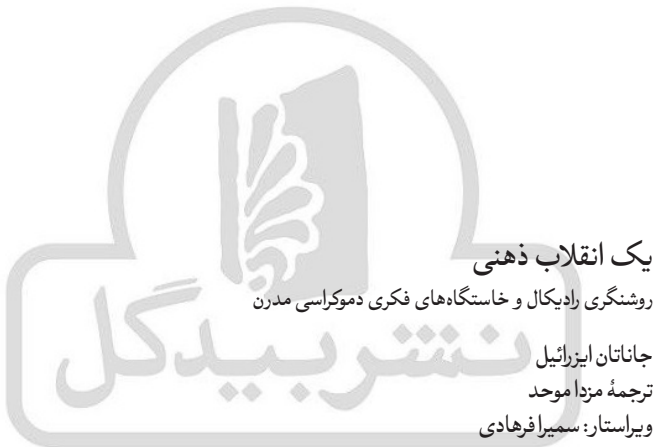 یک انقلاب ذهنی
روشنگری رادیکال و خاستگاه‌های فکری دموکراسی مدرن
جاناتان ایزرائیل
ترجمهٔ مزدا موحد
ویراستار: سمیرا فرهادی
نشر بیدگل